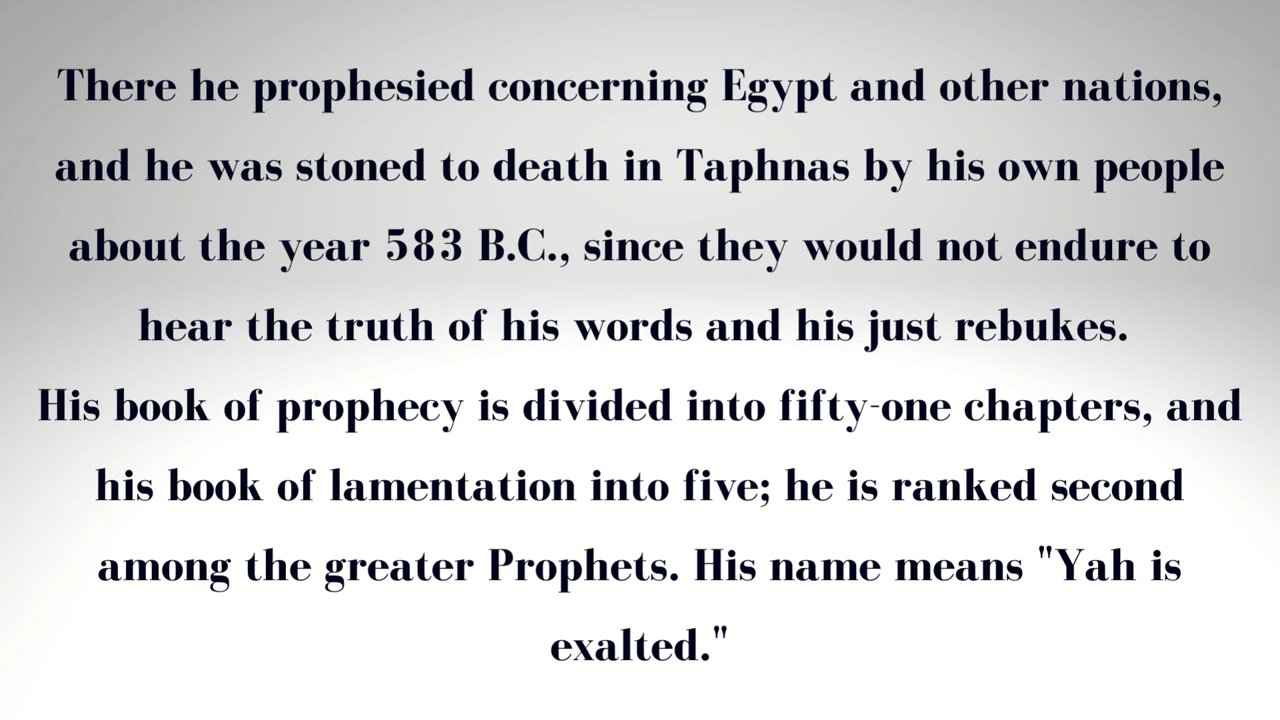 There he prophesied concerning Egypt and other nations,
and he was stoned to death in Taphnas by his own people
about the year 583 B.C., since they would not endure to
hear the truth of his words and his just rebukes.
His book of prophecy is divided into fifty-one chapters, and
his book of lamentation into five; he is ranked second
among the greater Prophets. His name means "Yah is
exalted."